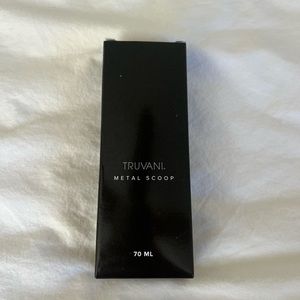 TRUVANI.
METAL SCOOP
70 ML